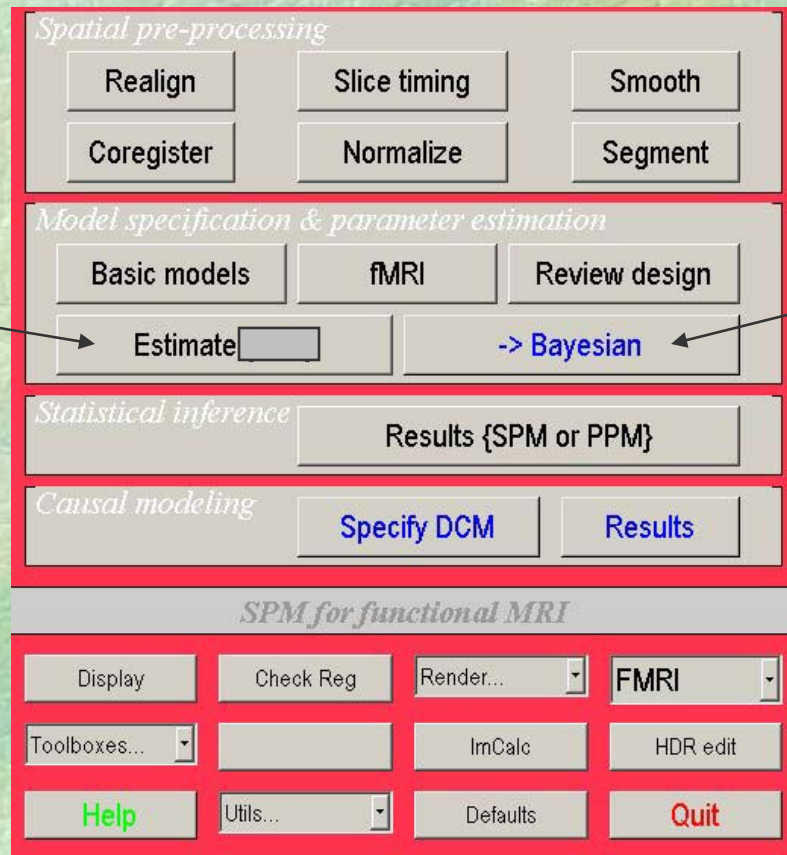 Spatial pre-processing
Realign Slice timing Smooth
Coregister Normalize Segment
Model specification & parameter estimation
Basic models fMRI Review design
Estimate -> Bayesian
Statistical inference
Results {SPM or PPM}
Causal modeling
Specify DCM Results
SPM for functional MRI
Display Check Reg Render... FMRI
Toolboxes... ImCalc HDR edit
Help Utils... Defaults Quit